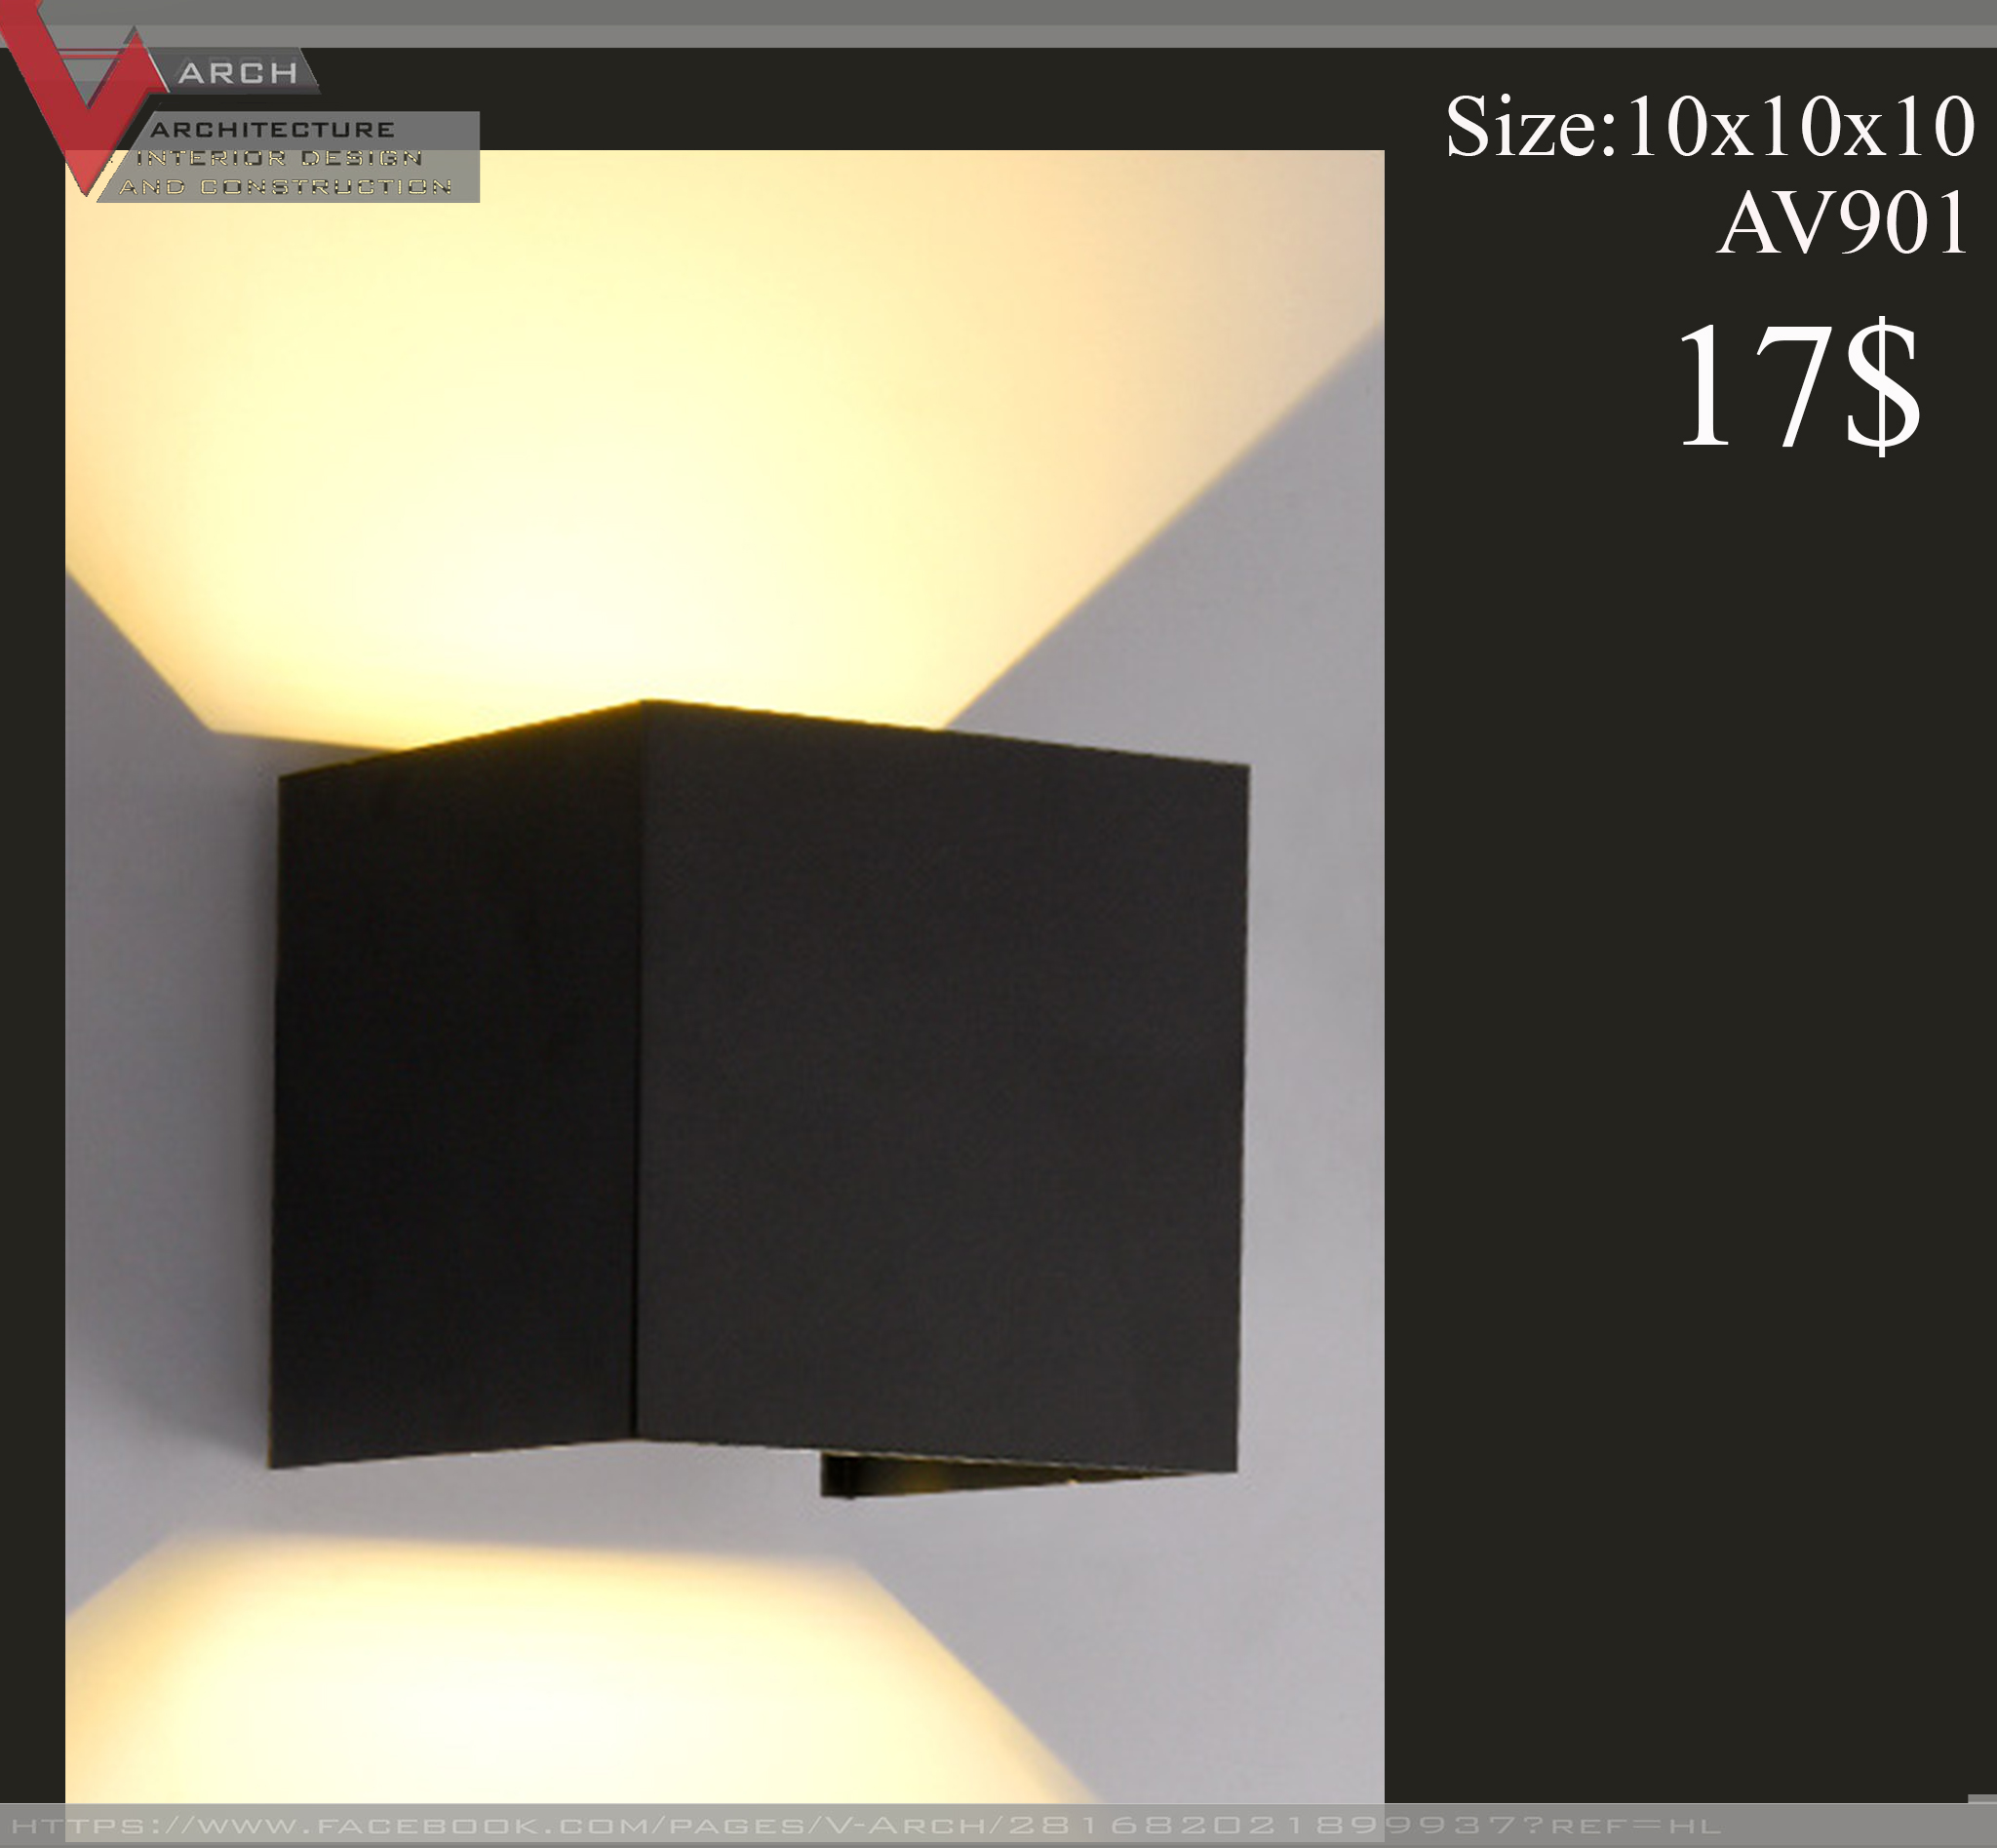 ARCH
ARCHITECTURE
INTERIOR DESIGN
AND CONSTRUCTION
Size:10x10x10
AV901
17$
HTTPS://WWW.FACEBOOK.COM/PAGES/V-ARCH/281682021899937?REF=HL